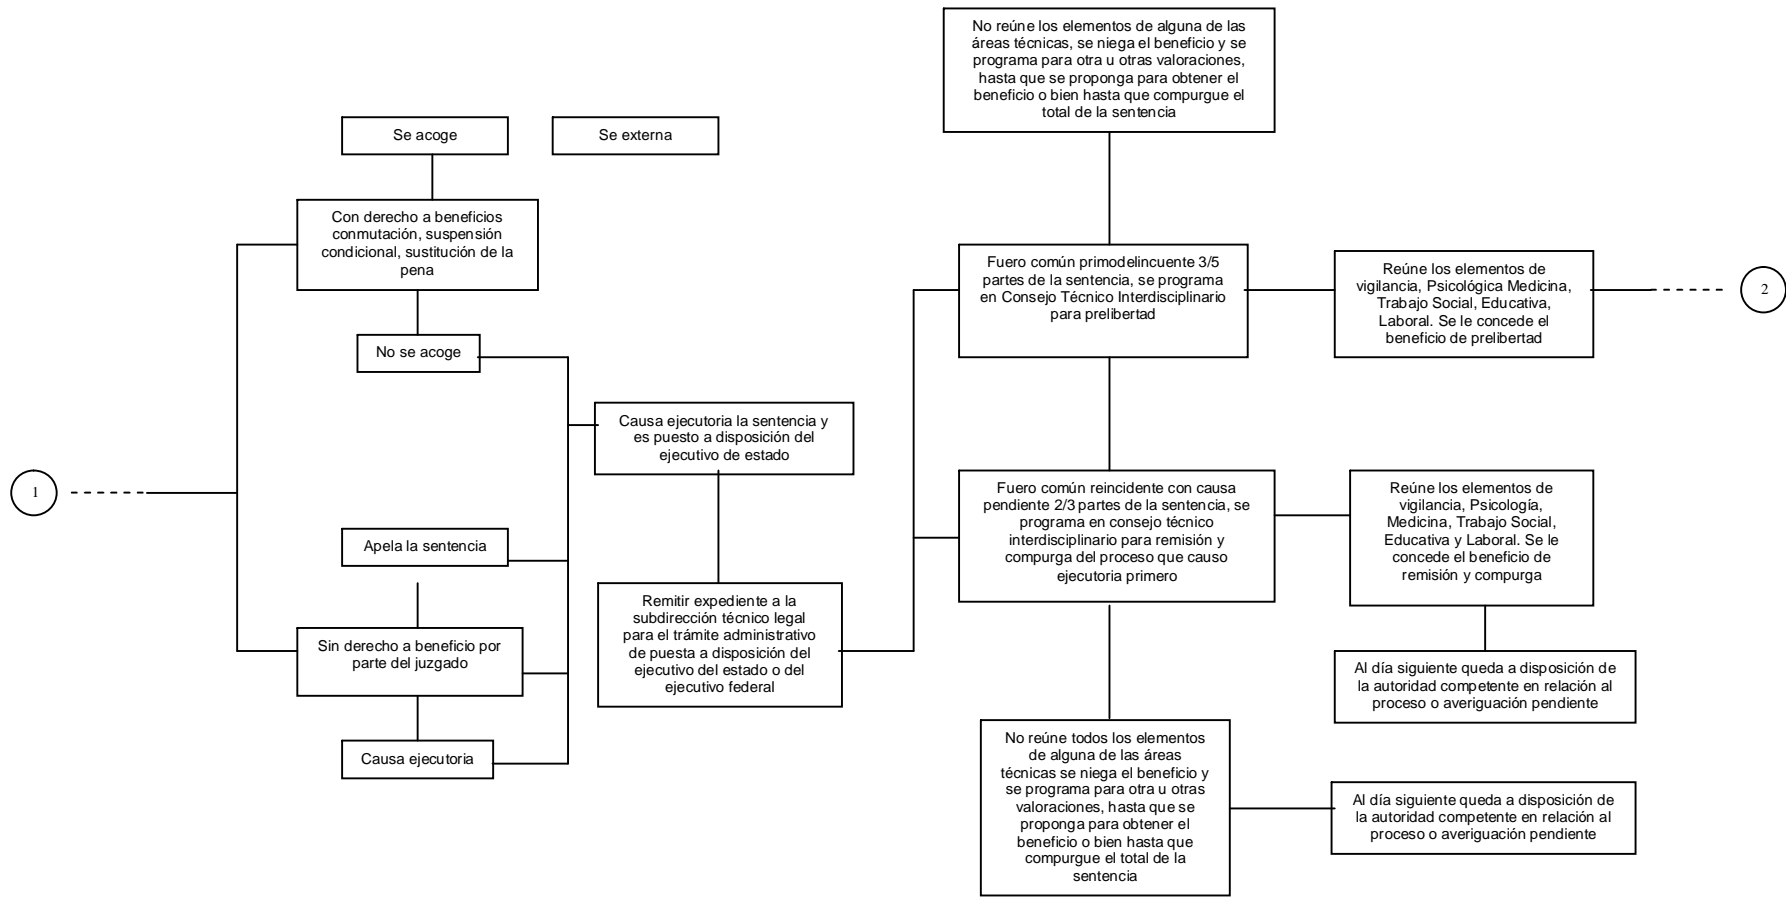 1
Se acoge
Se externa
Con derecho a beneficios
conmutación, suspensión
condicional, sustitución de la
pena
No se acoge
Apela la sentencia
Sin derecho a beneficio por
parte del juzgado
Causa ejecutoria
Causa ejecutoria la sentencia y
es puesto a disposición del
ejecutivo de estado
Remitir expediente a la
subdirección técnico legal
para el trámite administrativo
de puesta a disposición del
ejecutivo del estado o del
ejecutivo federal
No reúne los elementos de alguna de las
áreas técnicas, se niega el beneficio y se
programa para otra u otras valoraciones,
hasta que se proponga para obtener el
beneficio o bien hasta que compurgue el
total de la sentencia
Fuero común primodelincuente 3/5
partes de la sentencia, se programa
en Consejo Técnico Interdisciplinario
para prelibertad
Reúne los elementos de
vigilancia, Psicológica Medicina,
Trabajo Social, Educativa,
Laboral. Se le concede el
beneficio de prelibertad
2
Fuero común reincidente con causa
pendiente 2/3 partes de la sentencia, se
programa en consejo técnico
interdisciplinario para remisión y
compurga del proceso que causo
ejecutoria primero
Reúne los elementos de
vigilancia, Psicología,
Medicina, Trabajo Social,
Educativa y Laboral. Se le
concede el beneficio de
remisión y compurga
Al día siguiente queda a disposición de
la autoridad competente en relación al
proceso o averiguación pendiente
No reúne todos los elementos
de alguna de las áreas
técnicas se niega el beneficio y
se programa para otra u otras
valoraciones, hasta que se
proponga para obtener el
beneficio o bien hasta que
compurgue el total de la
sentencia
Al día siguiente queda a disposición de
la autoridad competente en relación al
proceso o averiguación pendiente